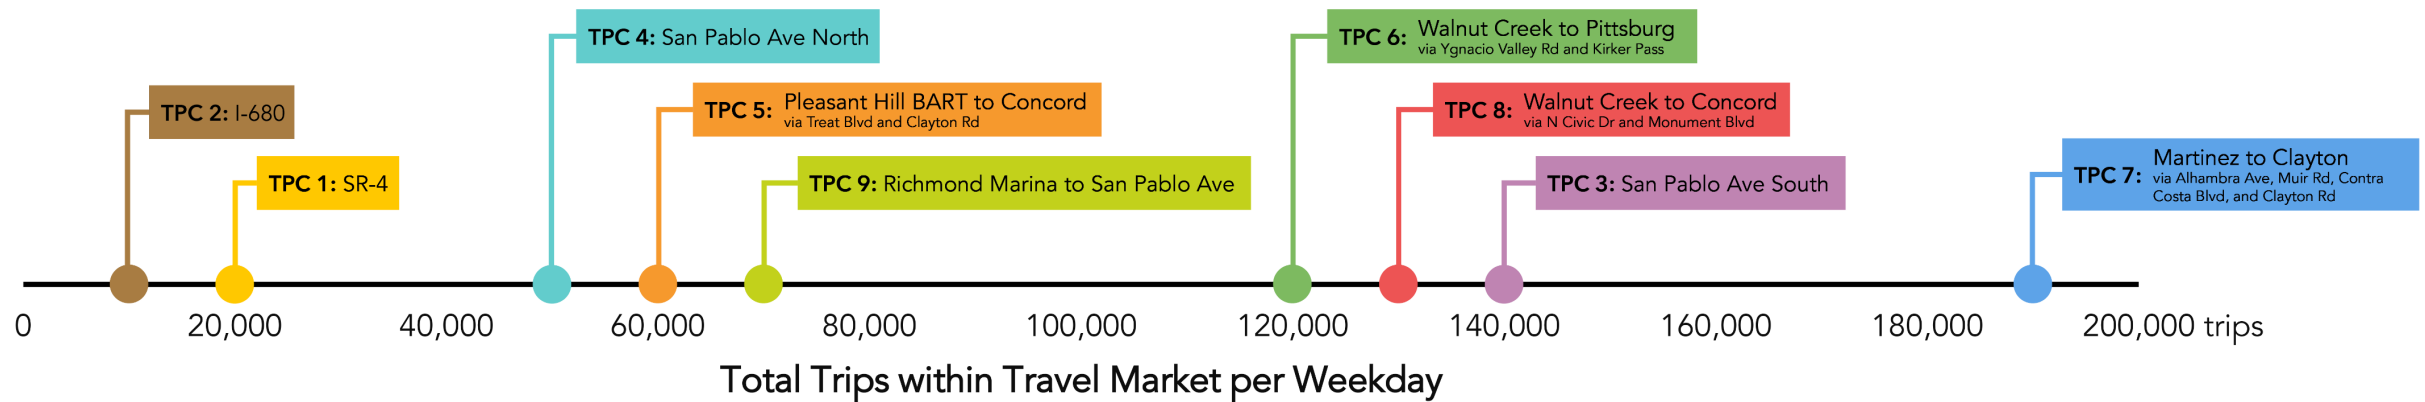 TPC 4: San Pablo Ave North
TPC 6: Walnut Creek to Pittsburg
via Ygnacio Valley Rd and Kirker Pass
TPC 2: I-680
TPC 5: Pleasant Hill BART to Concord
via Treat Blvd and Clayton Rd
TPC 8: Walnut Creek to Concord
via N Civic Dr and Monument Blvd
TPC 1: SR-4
TPC 9: Richmond Marina to San Pablo Ave
TPC 3: San Pablo Ave South
TPC 7: Martinez to Clayton
via Alhambra Ave, Muir Rd, Contra
Costa Blvd, and Clayton Rd
0 20,000 40,000 60,000 80,000 100,000 120,000 140,000 160,000 180,000 200,000 trips
Total Trips within Travel Market per Weekday